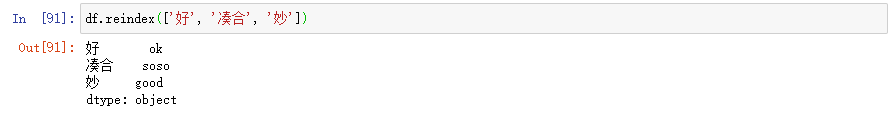 In [91]: df.reindex(['好', '凑合', '妙'])
Out[91]: 好 ok
凑合 soso
妙 good
dtype: object